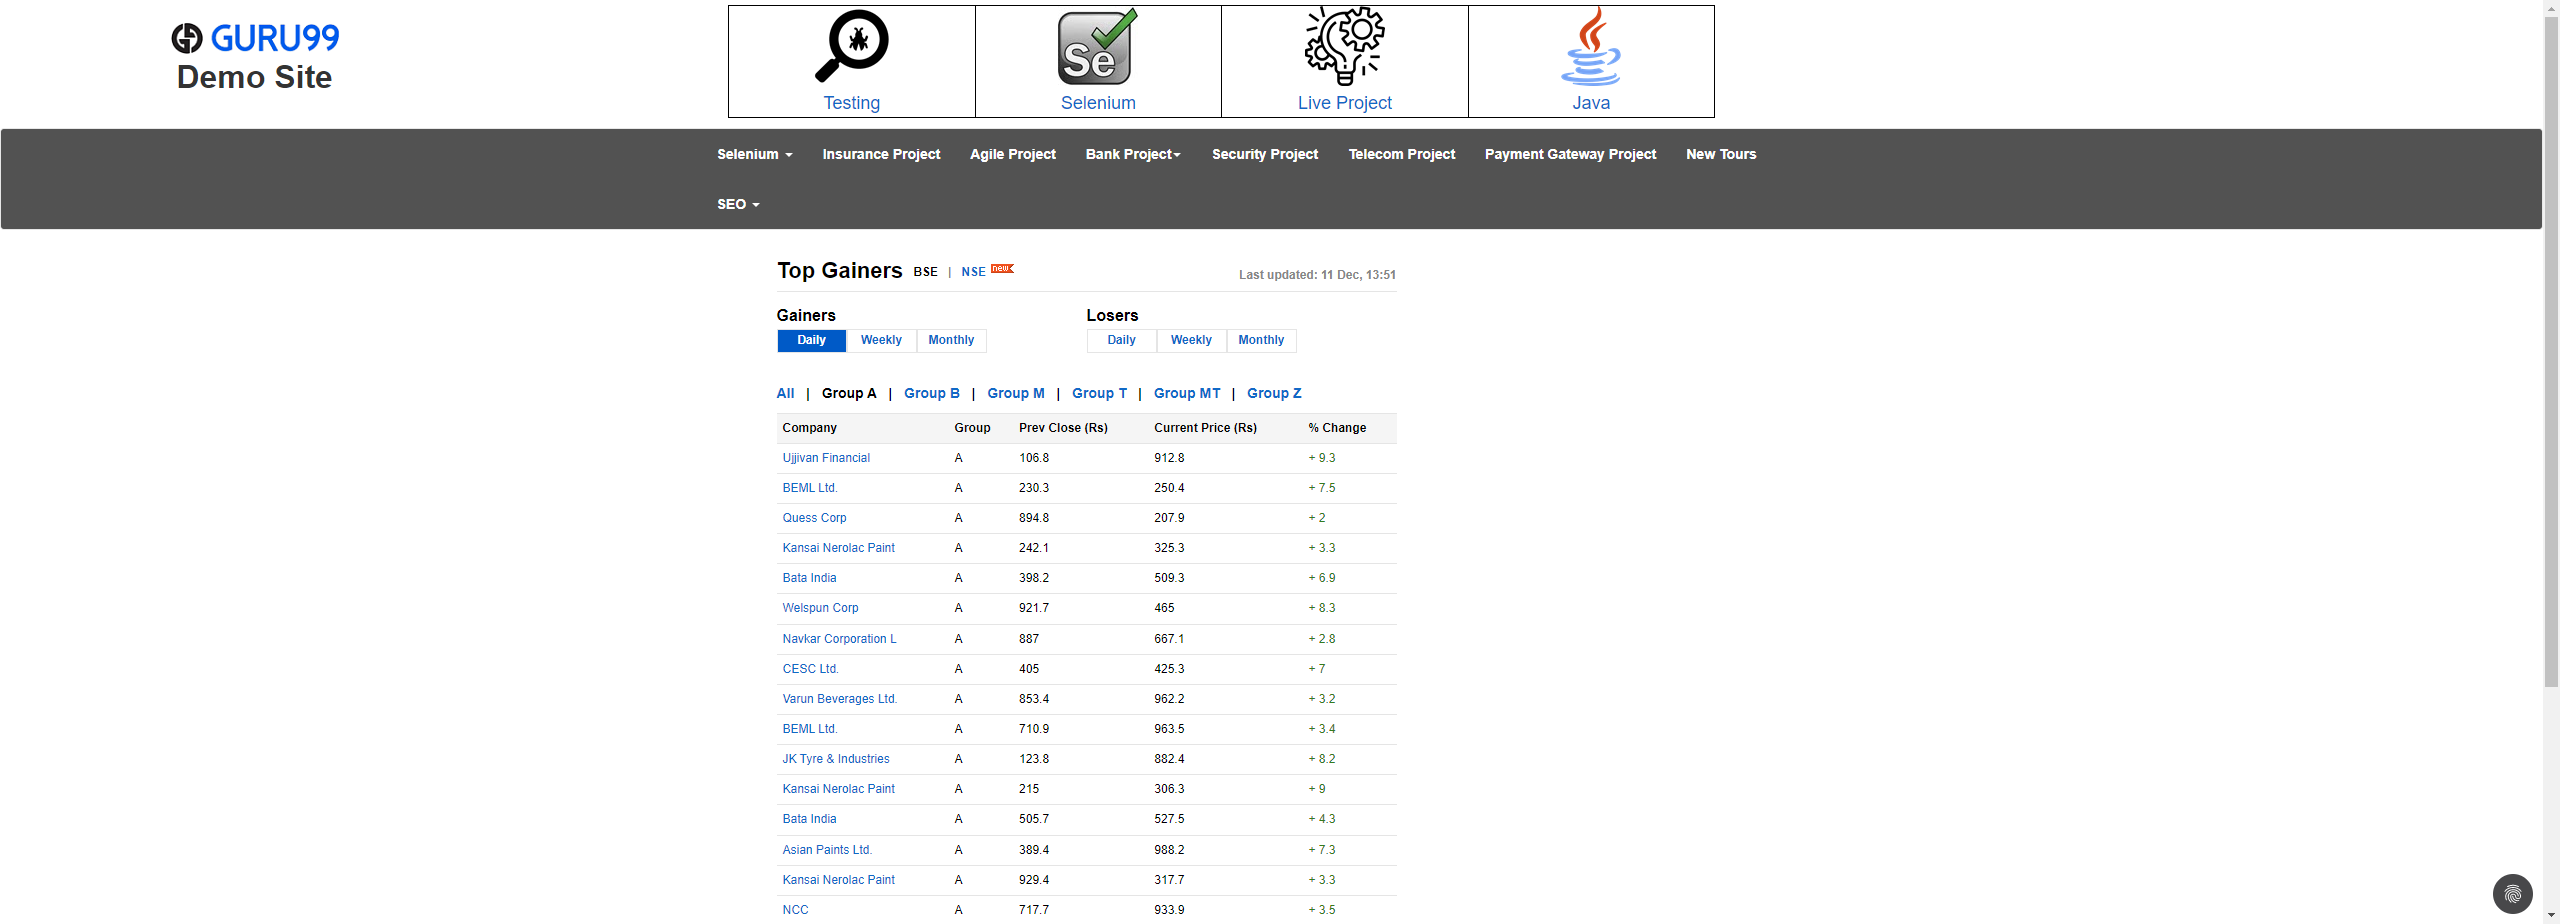 GURU99
Demo Site
Se
Testing Selenium Live Project Java
Selenium Insurance Project Agile Project Bank Project Security Project Telecom Project Payment Gateway Project New Tours
SEO
Top Gainers BSE | NSE new Last updated: 11 Dec, 13:51
Gainers Losers
Daily Weekly Monthly Daily Weekly Monthly
All | Group A | Group B | Group M | Group T | Group MT | Group Z
Company Group Prev Close (Rs) Current Price (Rs) % Change
Ujjivan Financial A 106.8 912.8 + 9.3
BEML Ltd. A 230.3 250.4 + 7.5
Quess Corp A 894.8 207.9 + 2
Kansai Nerolac Paint A 242.1 325.3 + 3.3
Bata India A 398.2 509.3 + 6.9
Welspun Corp A 921.7 465 + 8.3
Navkar Corporation L A 887 667.1 + 2.8
CESC Ltd. A 405 425.3 + 7
Varun Beverages Ltd. A 853.4 962.2 + 3.2
BEML Ltd. A 710.9 963.5 + 3.4
JK Tyre & Industries A 123.8 882.4 + 8.2
Kansai Nerolac Paint A 215 306.3 + 9
Bata India A 505.7 527.5 + 4.3
Asian Paints Ltd. A 389.4 988.2 + 7.3
Kansai Nerolac Paint A 929.4 317.7 + 3.3
NCC A 717.7 933.9 + 3.5